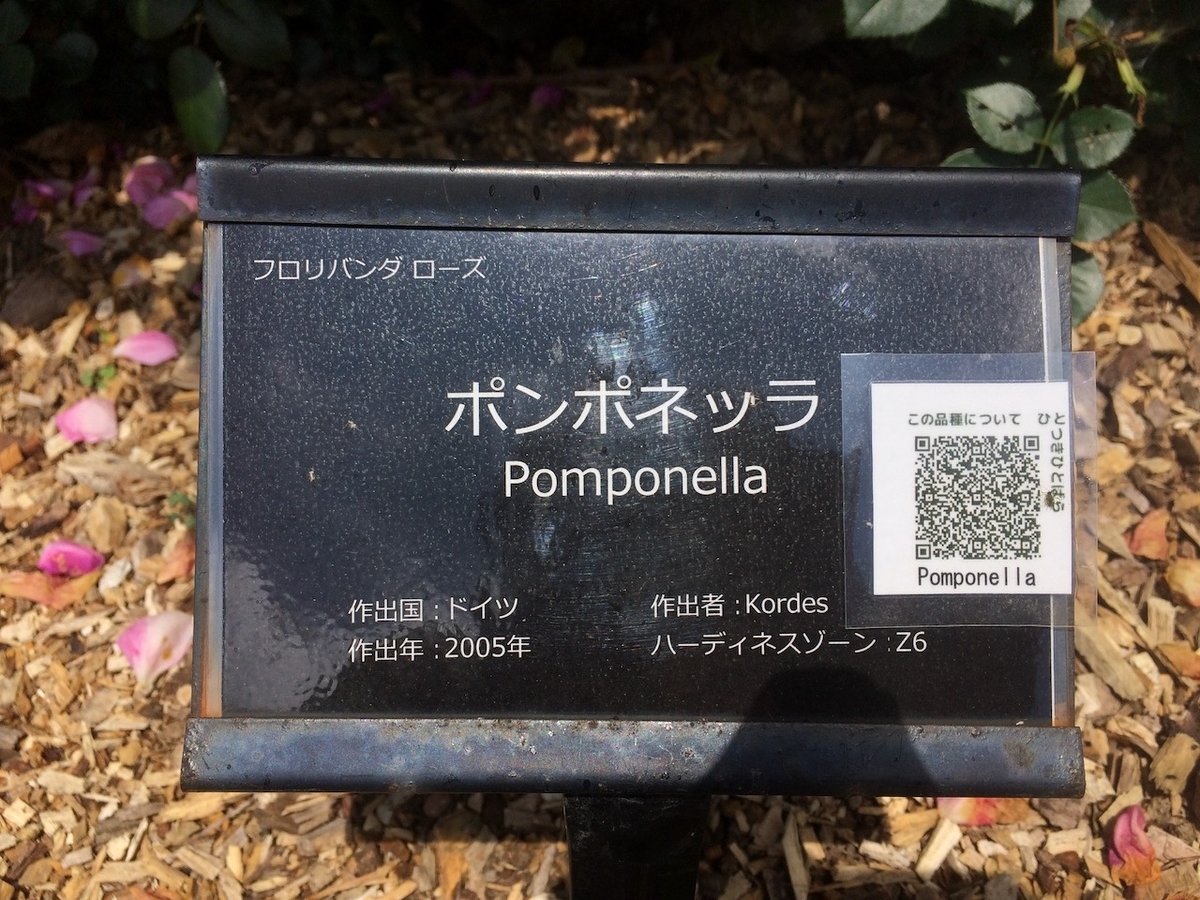 フロリバンダ ローズ
ポンポネッラ
Pomponella
作出国 : ドイツ
作出年 : 2005年
作出者 : Kordes
ハーディネスゾーン : Z6
この品種について ひとつきひとばら
Pomponella